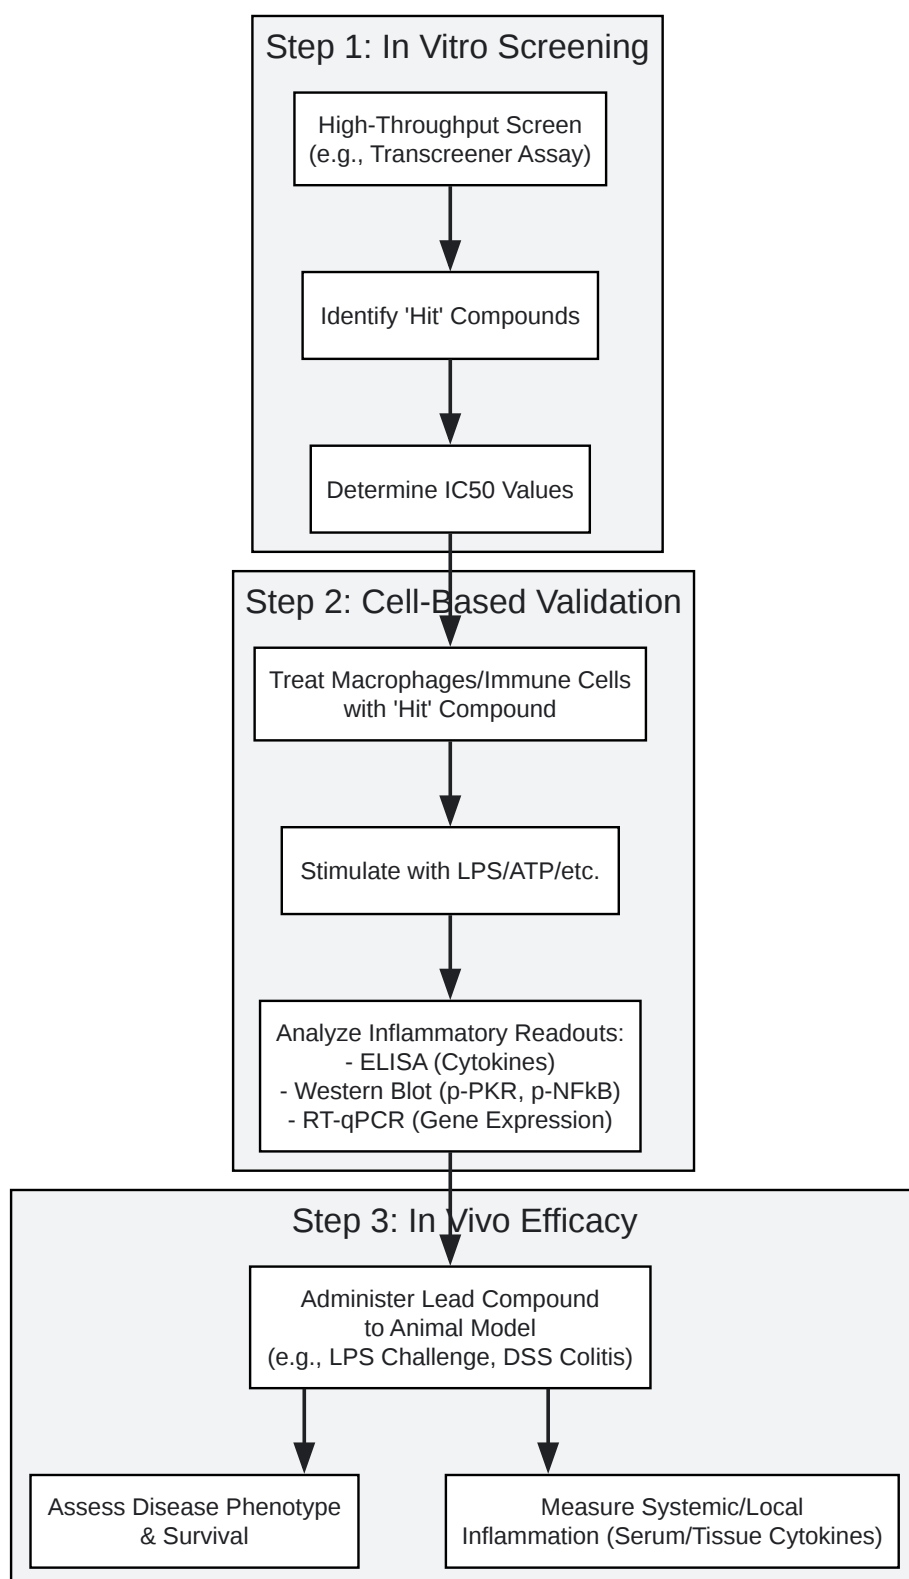 Step 1: In Vitro Screening
High-Throughput Screen
(e.g., Transcreener Assay)
Identify 'Hit' Compounds
Determine IC50 Values
Step 2: Cell-Based Validation
Treat Macrophages/Immune Cells
with 'Hit' Compound
Stimulate with LPS/ATP/etc.
Analyze Inflammatory Readouts:
- ELISA (Cytokines)
- Western Blot (p-PKR, p-NFkB)
- RT-qPCR (Gene Expression)
Step 3: In Vivo Efficacy
Administer Lead Compound
to Animal Model
(e.g., LPS Challenge, DSS Colitis)
Assess Disease Phenotype
& Survival
Measure Systemic/Local
Inflammation (Serum/Tissue Cytokines)